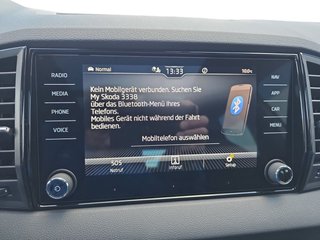 RADIO
MEDIA
PHONE
VOICE
Normal
13:33
Kein Mobilgerät verbunden. Suchen Sie
My Skoda 3338
über das Bluetooth-Menü Ihres
Telefons.
Mobiles Gerät nicht während der Fahrt
bedienen.
Mobiltelefon auswählen
SOS
Notruf
Inforuf
Setup
NAV
APP
CAR
MENU